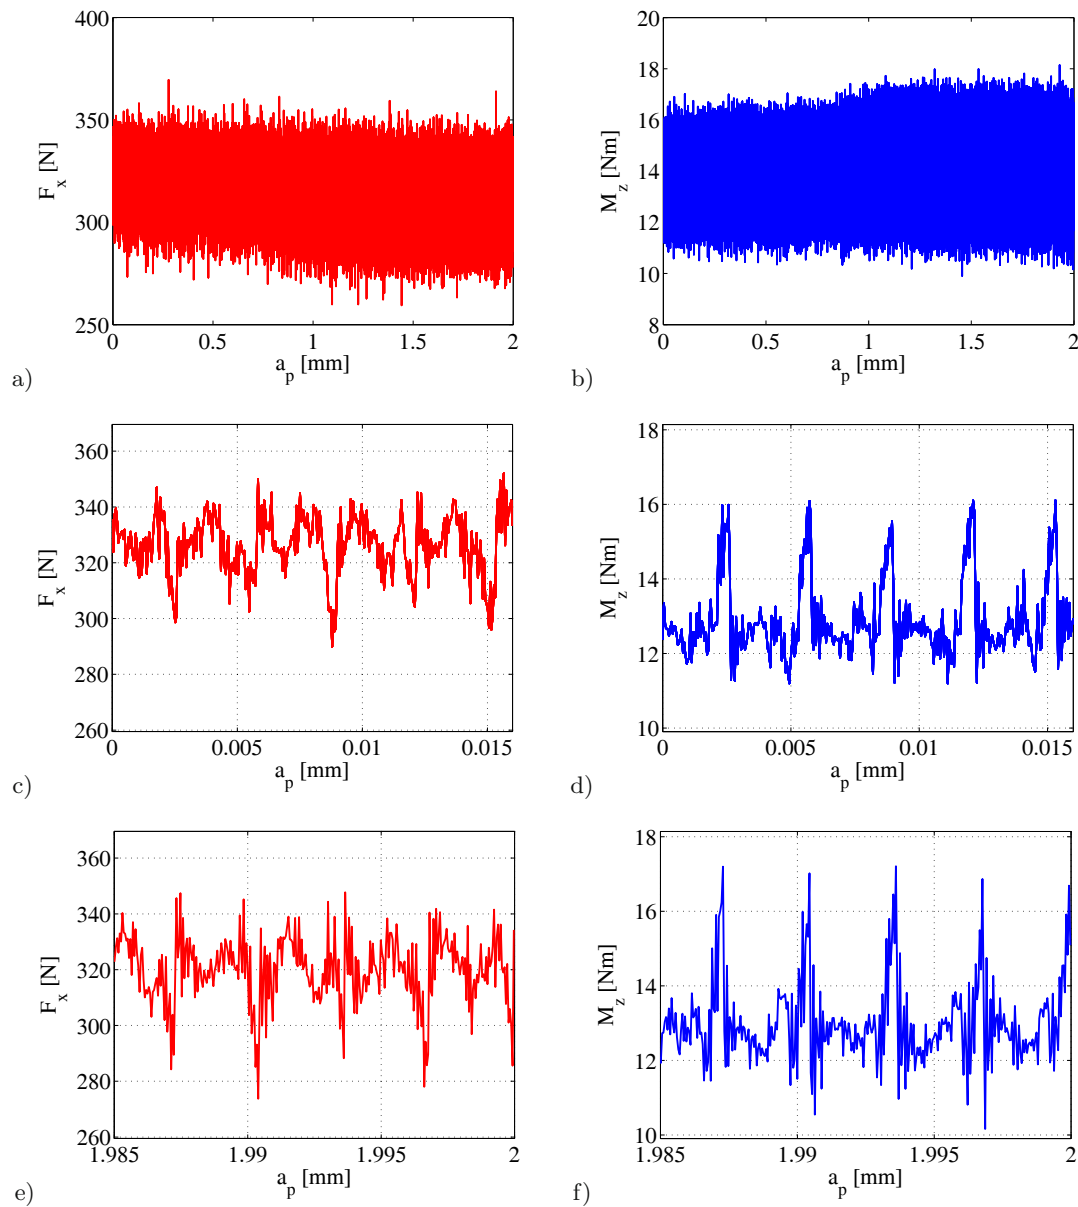 400
350
300
250
F_x [N]
0 0.5 1 1.5 2
a_p [mm]
a)
20
18
16
14
12
10
8
M_z [Nm]
0 0.5 1 1.5 2
a_p [mm]
b)
360
340
320
300
280
260
F_x [N]
0 0.005 0.01 0.015
a_p [mm]
c)
18
16
14
12
10
M_z [Nm]
0 0.005 0.01 0.015
a_p [mm]
d)
360
340
320
300
280
260
F_x [N]
1.985 1.99 1.995 2
a_p [mm]
e)
18
16
14
12
10
M_z [Nm]
1.985 1.99 1.995 2
a_p [mm]
f)